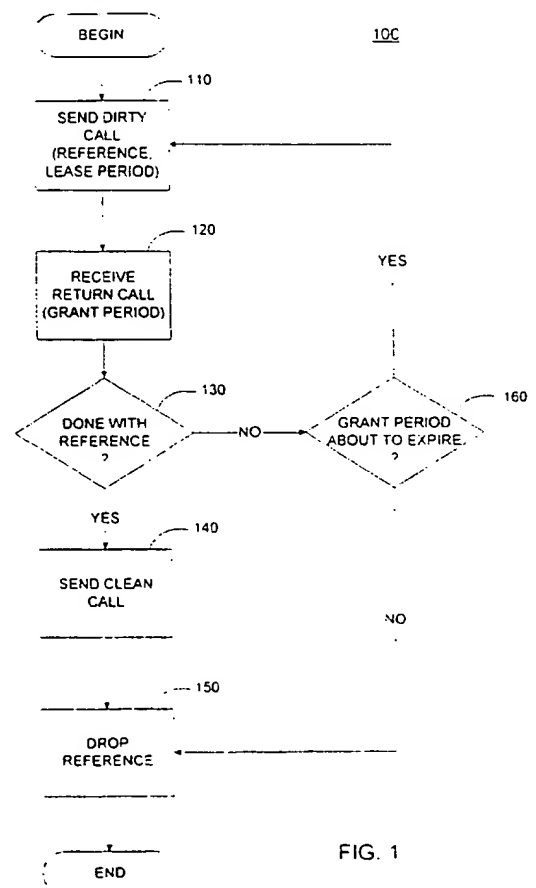 BEGIN
100
110
SEND DIRTY
CALL
(REFERENCE,
LEASE PERIOD)
120
RECEIVE
RETURN CALL
(GRANT PERIOD)
YES
130
DONE WITH
REFERENCE
?
NO
160
GRANT PERIOD
ABOUT TO EXPIRE
?
YES
140
SEND CLEAN
CALL
NO
150
DROP
REFERENCE
END
FIG. 1